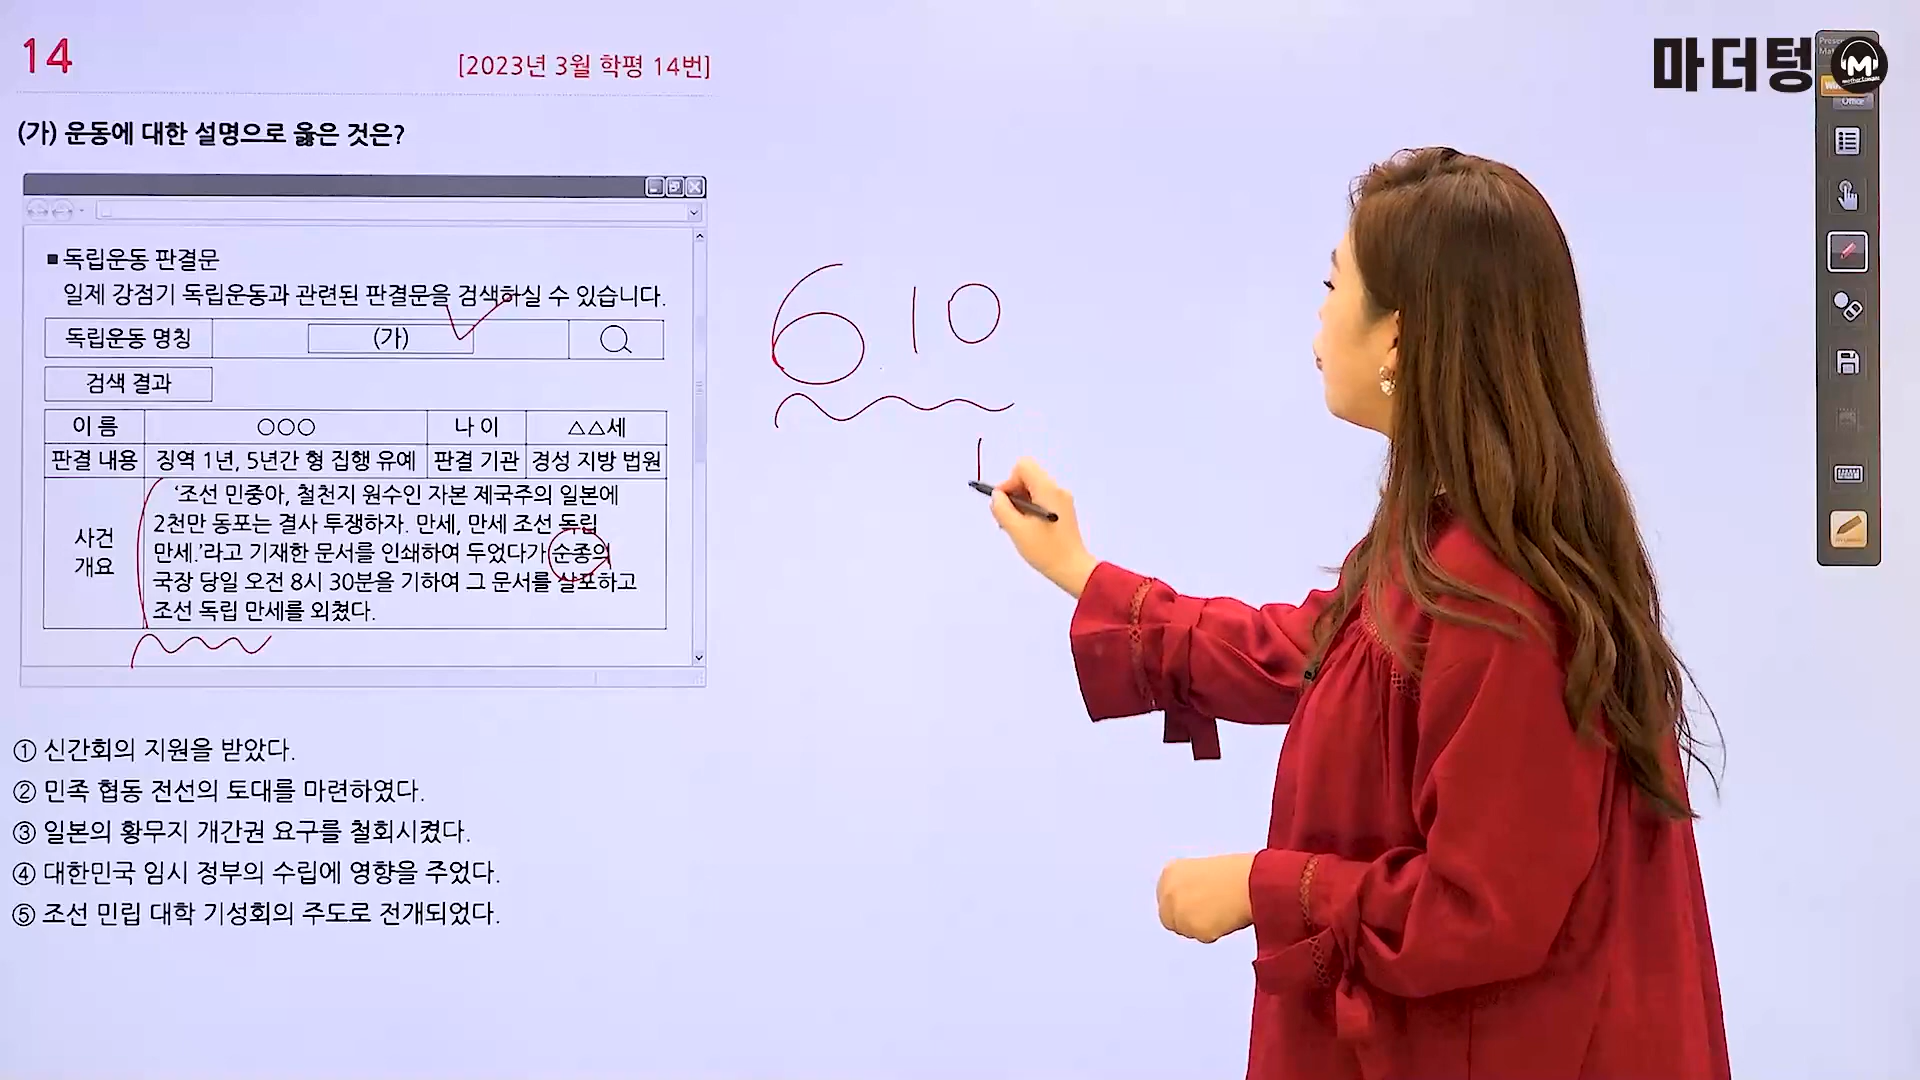 14
[2023년 3월 학평 14번]
마더텅
M
(가) 운동에 대한 설명으로 옳은 것은?
■ 독립운동 판결문
일제 강점기 독립운동과 관련된 판결문을 검색하실 수 있습니다.
독립운동 명칭 (가)
검색 결과
이 름 ○○○ 나 이 △△세
판결 내용 징역 1년, 5년간 형 집행 유예 판결 기관 경성 지방 법원
사건 개요
‘조선 민중아, 철천지 원수인 자본 제국주의 일본에
2천만 동포는 결사 투쟁하자. 만세, 만세 조선 독립
만세.’라고 기재한 문서를 인쇄하여 두었다가 순종의
국장 당일 오전 8시 30분을 기하여 그 문서를 살포하고
조선 독립 만세를 외쳤다.
① 신간회의 지원을 받았다.
② 민족 협동 전선의 토대를 마련하였다.
③ 일본의 황무지 개간권 요구를 철회시켰다.
④ 대한민국 임시 정부의 수립에 영향을 주었다.
⑤ 조선 민립 대학 기성회의 주도로 전개되었다.
6 10
Office